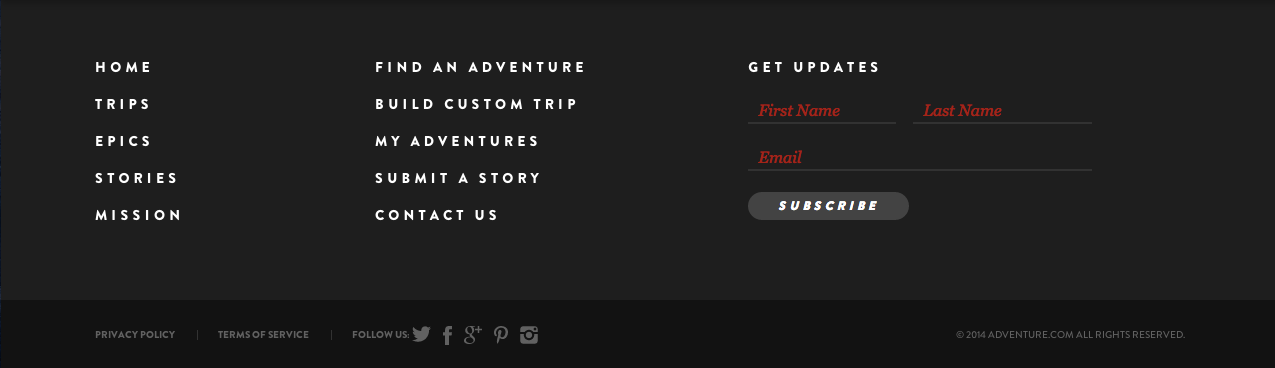 HOME
TRIPS
EPICS
STORIES
MISSION
FIND AN ADVENTURE
BUILD CUSTOM TRIP
MY ADVENTURES
SUBMIT A STORY
CONTACT US
GET UPDATES
First Name Last Name
Email
SUBSCRIBE
PRIVACY POLICY | TERMS OF SERVICE | FOLLOW US:
© 2014 ADVENTURE.COM ALL RIGHTS RESERVED.